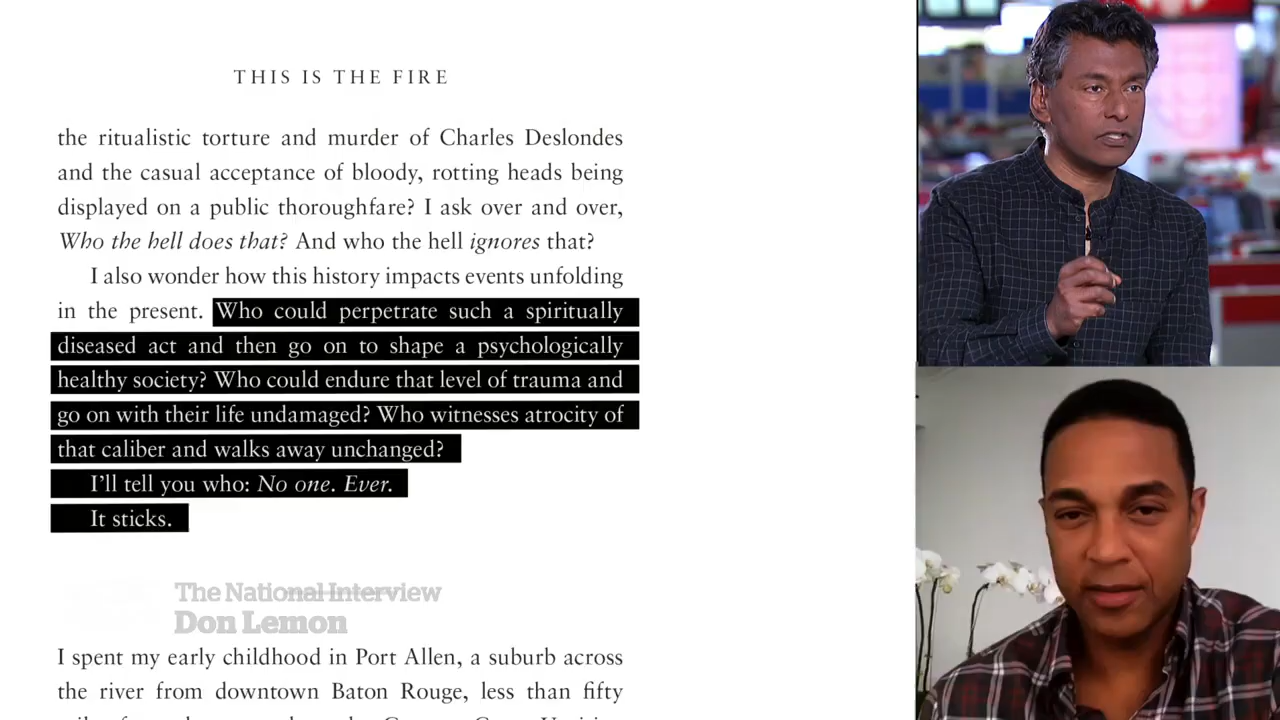 THIS IS THE FIRE
the ritualistic torture and murder of Charles Deslondes
and the casual acceptance of bloody, rotting heads being
displayed on a public thoroughfare? I ask over and over,
Who the hell does that? And who the hell ignores that?
I also wonder how this history impacts events unfolding
in the present. Who could perpetrate such a spiritually
diseased act and then go on to shape a psychologically
healthy society? Who could endure that level of trauma and
go on with their life undamaged? Who witnesses atrocity of
that caliber and walks away unchanged?
I’ll tell you who: No one. Ever.
It sticks.
The National Interview
Don Lemon
I spent my early childhood in Port Allen, a suburb across
the river from downtown Baton Rouge, less than fifty